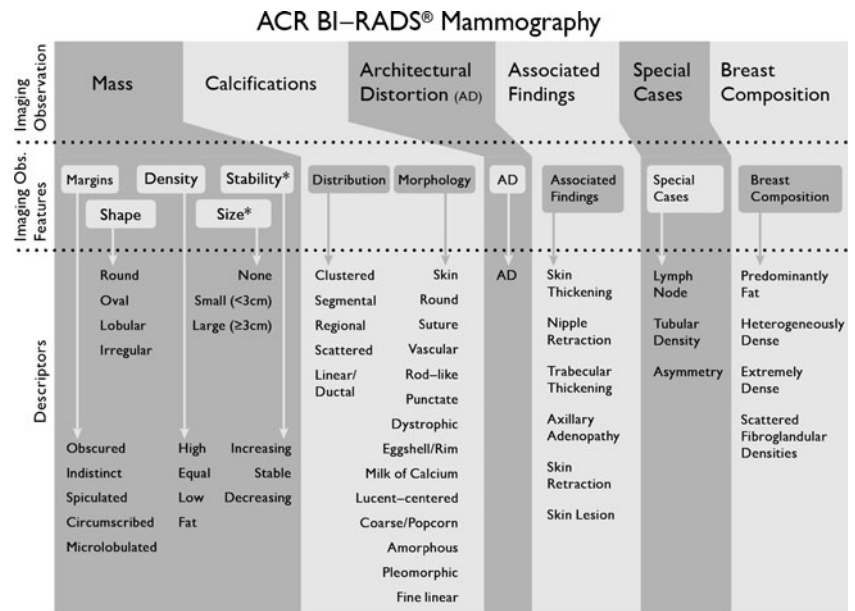 ACR BI–RADS® Mammography
Imaging
Observation
Mass
Calcifications
Architectural
Distortion (AD)
Associated
Findings
Special
Cases
Breast
Composition
Imaging Obs.
Features
Margins
Density
Stability*
Shape
Size*
Distribution
Morphology
AD
Associated
Findings
Special
Cases
Breast
Composition
Descriptors
Round
Oval
Lobular
Irregular
None
Small (<3cm)
Large (≥3cm)
Obscured
Indistinct
Spiculated
Circumscribed
Microlobulated
High
Equal
Low
Fat
Increasing
Stable
Decreasing
Clustered
Segmental
Regional
Scattered
Linear/
Ductal
Skin
Round
Suture
Vascular
Rod–like
Punctate
Dystrophic
Eggshell/Rim
Milk of Calcium
Lucent–centered
Coarse/Popcorn
Amorphous
Pleomorphic
Fine linear
AD
Skin
Thickening
Nipple
Retraction
Trabecular
Thickening
Axillary
Adenopathy
Skin
Retraction
Skin Lesion
Lymph
Node
Tubular
Density
Asymmetry
Predominantly
Fat
Heterogeneously
Dense
Extremely
Dense
Scattered
Fibroglandular
Densities